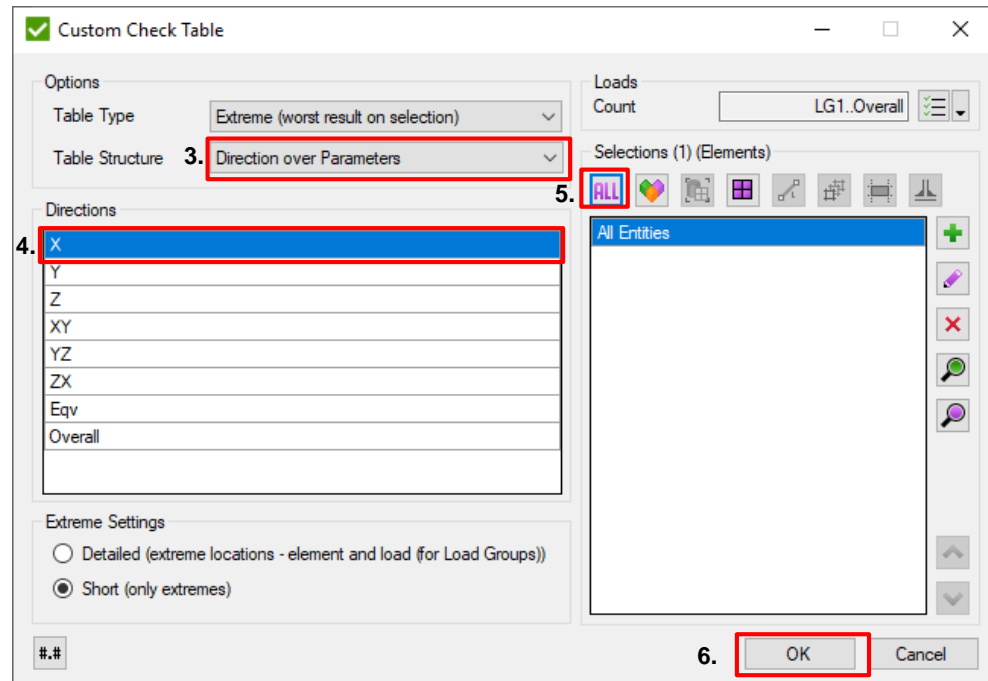 Custom Check Table
Options
Table Type Extreme (worst result on selection)
Table Structure 3. Direction over Parameters
Directions
4. X
Y
Z
XY
YZ
ZX
Eqv
Overall
Extreme Settings
Detailed (extreme locations - element and load (for Load Groups))
Short (only extremes)
#.#
Loads
Count LG1..Overall
Selections (1) (Elements)
5. ALL
All Entities
6. OK Cancel